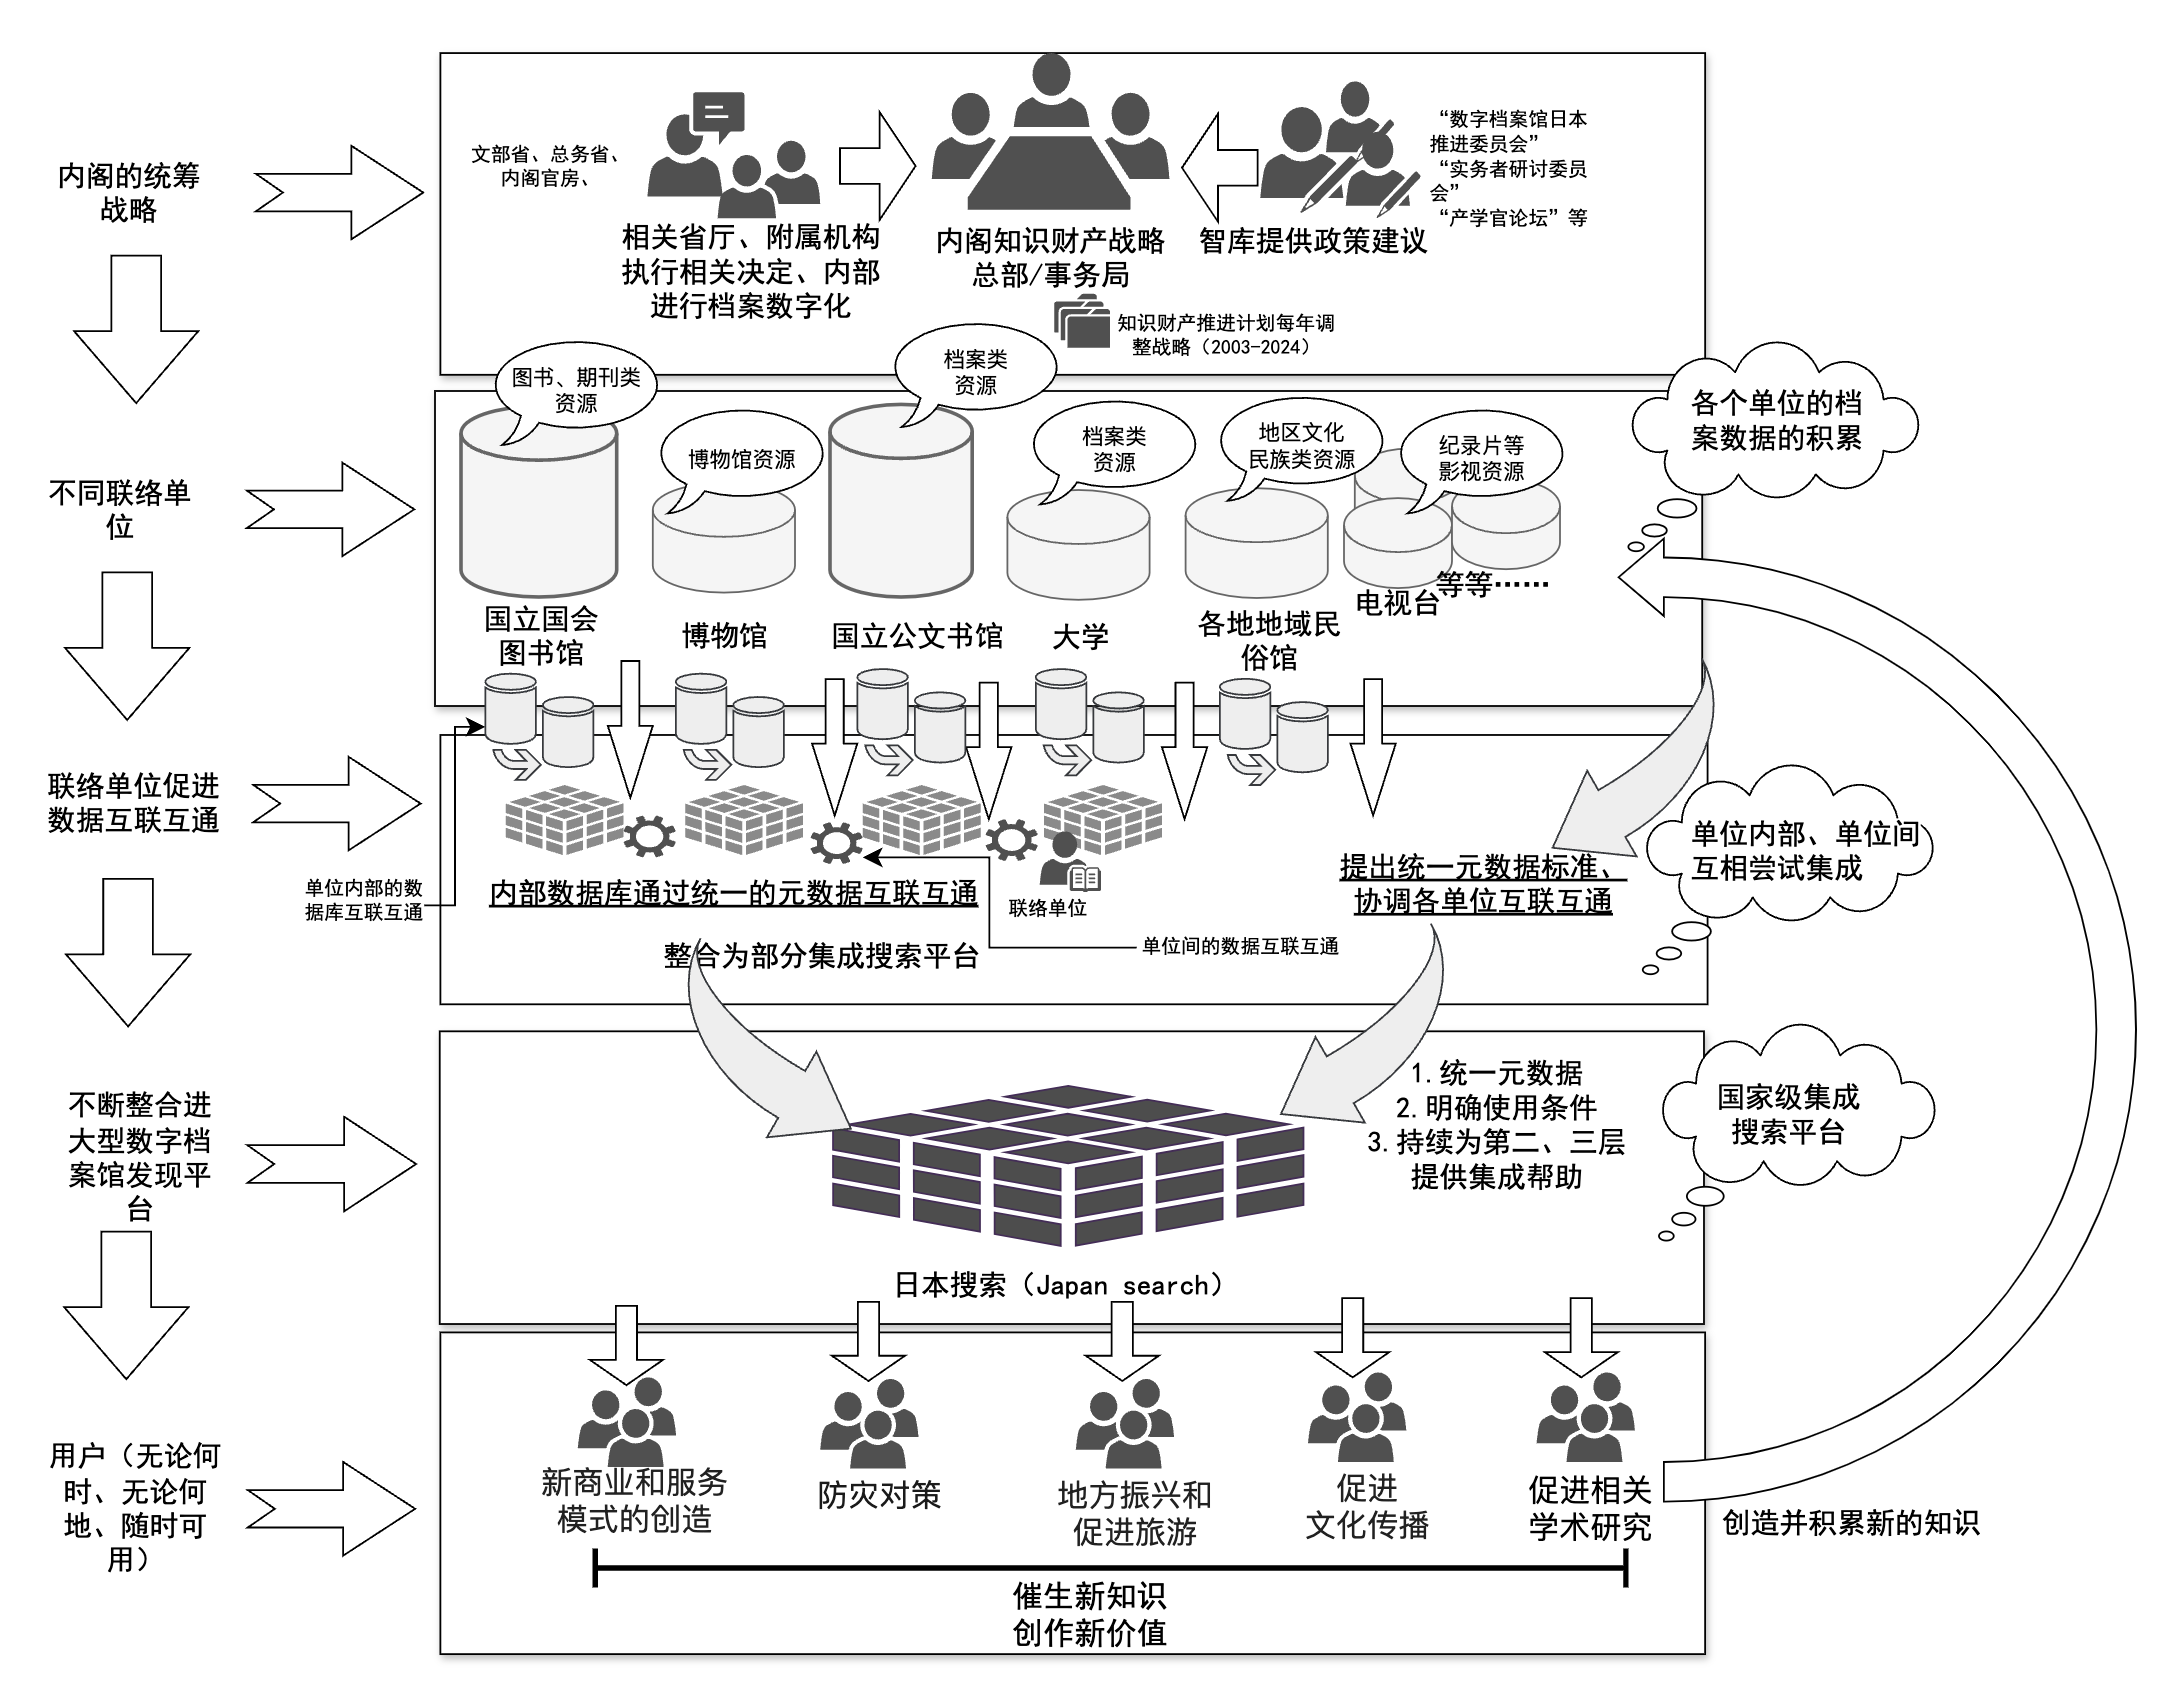 内阁的统筹
战略
文部省、总务省、
内阁官房、
相关省厅、附属机构
执行相关决定、内部
进行档案数字化
内阁知识财产战略
总部/事务局
智库提供政策建议
“数字档案馆日本
推进委员会”
“实务者研讨委员
会”
“产学官论坛”等
知识财产推进计划每年调
整战略（2003-2024）
不同联络单
位
图书、期刊类
资源
博物馆资源
档案类
资源
档案类
资源
地区文化
民族类资源
纪录片等
影视资源
各个单位的档
案数据的积累
国立国会
图书馆
博物馆
国立公文书馆
大学
各地地域民
俗馆
电视台
等等……
联络单位促进
数据互联互通
单位内部的数
据库互联互通
内部数据库通过统一的元数据互联互通
联络单位
提出统一元数据标准、
协调各单位互联互通
单位内部、单位间
互相尝试集成
整合为部分集成搜索平台
单位间的数据互联互通
不断整合进
大型数字档
案馆发现平
台
1.统一元数据
2.明确使用条件
3.持续为第二、三层
提供集成帮助
国家级集成
搜索平台
日本搜索（Japan search）
用户（无论何
时、无论何
地、随时可
用）
新商业和服务
模式的创造
防灾对策
地方振兴和
促进旅游
促进
文化传播
促进相关
学术研究
创造并积累新的知识
催生新知识
创作新价值